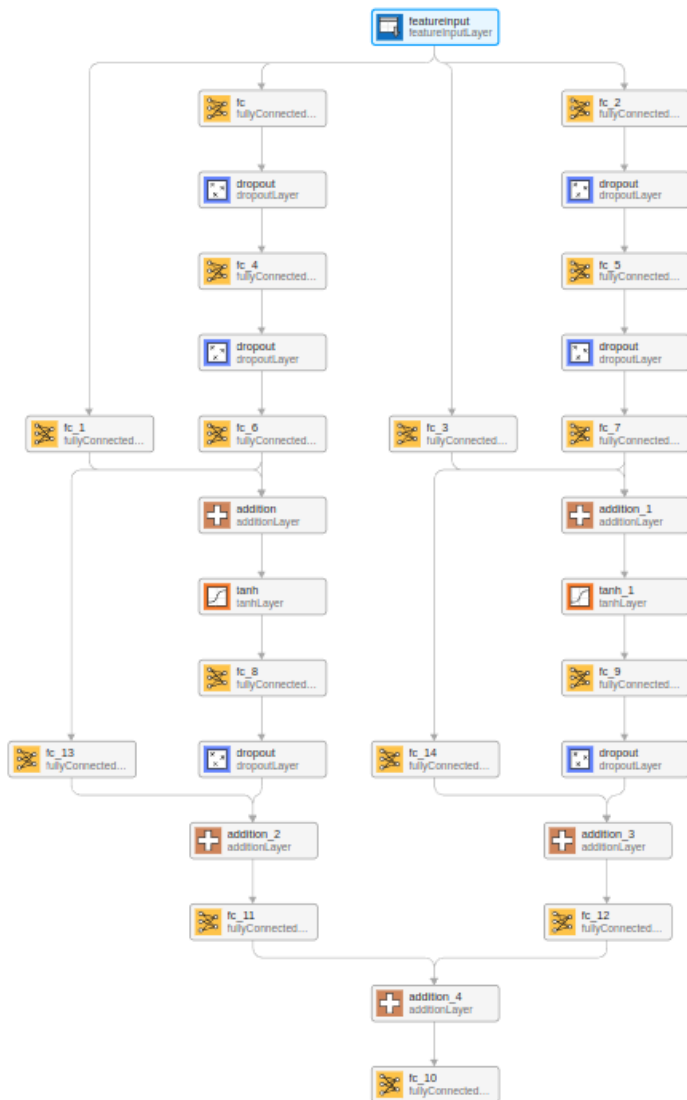 featureInput
featureInputLayer
fc
fullyConnected...
fc_2
fullyConnected...
dropout
dropoutLayer
dropout
dropoutLayer
fc_4
fullyConnected...
fc_5
fullyConnected...
dropout
dropoutLayer
dropout
dropoutLayer
fc_1
fullyConnected...
fc_6
fullyConnected...
fc_3
fullyConnected...
fc_7
fullyConnected...
addition
additionLayer
addition_1
additionLayer
tanh
tanhLayer
tanh_1
tanhLayer
fc_8
fullyConnected...
fc_9
fullyConnected...
fc_13
fullyConnected...
dropout
dropoutLayer
fc_14
fullyConnected...
dropout
dropoutLayer
addition_2
additionLayer
addition_3
additionLayer
fc_11
fullyConnected...
fc_12
fullyConnected...
addition_4
additionLayer
fc_10
fullyConnected...